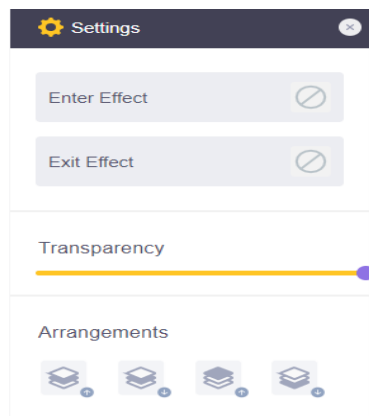 Settings
Enter Effect
Exit Effect
Transparency
Arrangements